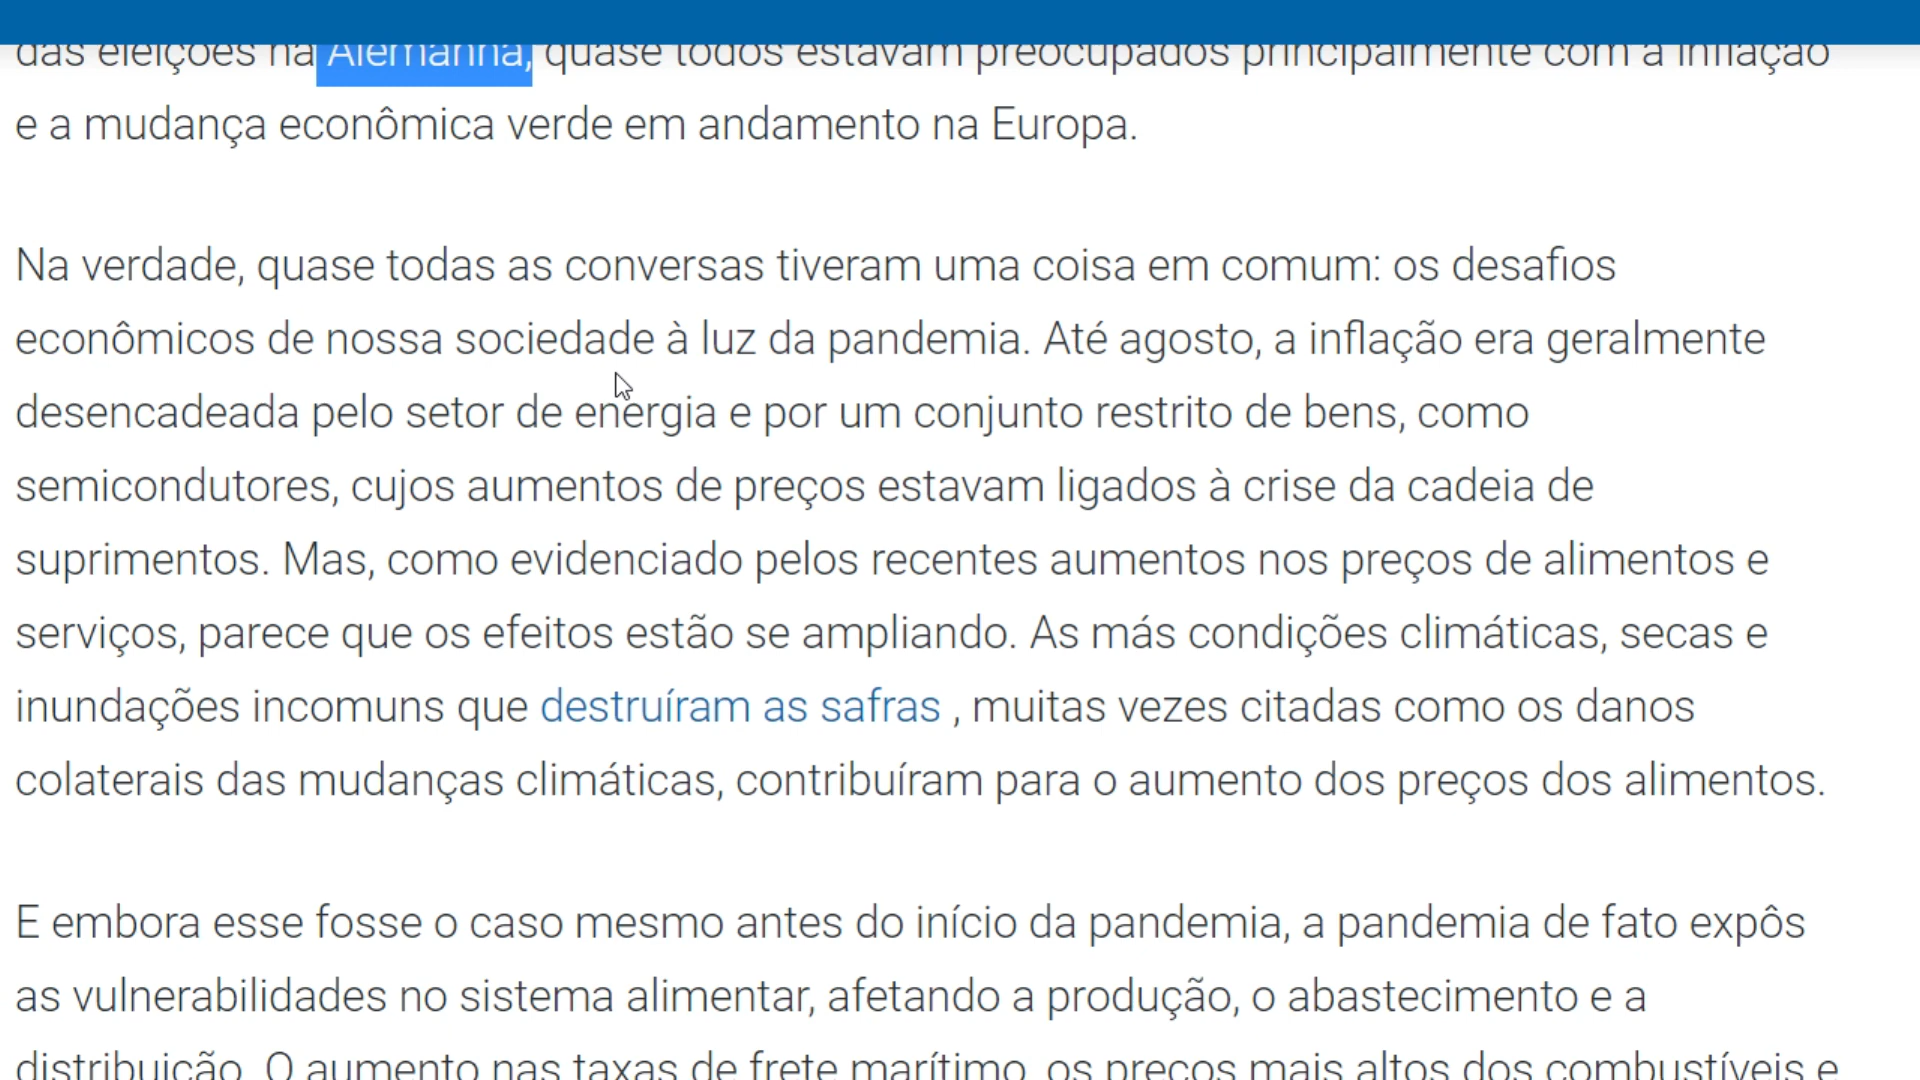 das eleições na Alemanha, quase todos estavam preocupados principalmente com a inflação
e a mudança econômica verde em andamento na Europa.
Na verdade, quase todas as conversas tiveram uma coisa em comum: os desafios
econômicos de nossa sociedade à luz da pandemia. Até agosto, a inflação era geralmente
desencadeada pelo setor de energia e por um conjunto restrito de bens, como
semicondutores, cujos aumentos de preços estavam ligados à crise da cadeia de
suprimentos. Mas, como evidenciado pelos recentes aumentos nos preços de alimentos e
serviços, parece que os efeitos estão se ampliando. As más condições climáticas, secas e
inundações incomuns que destruíram as safras , muitas vezes citadas como os danos
colaterais das mudanças climáticas, contribuíram para o aumento dos preços dos alimentos.
E embora esse fosse o caso mesmo antes do início da pandemia, a pandemia de fato expôs
as vulnerabilidades no sistema alimentar, afetando a produção, o abastecimento e a
distribuição. O aumento nas taxas de frete marítimo, os preços mais altos dos combustíveis e